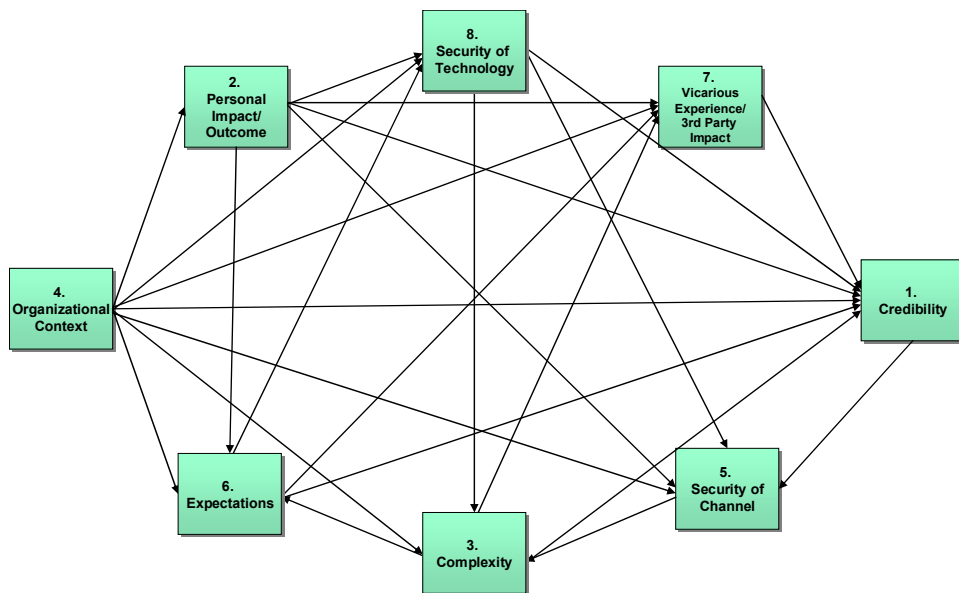 8.
Security of
Technology
2.
Personal
Impact/
Outcome
7.
Vicarious
Experience/
3rd Party
Impact
4.
Organizational
Context
1.
Credibility
6.
Expectations
5.
Security of
Channel
3.
Complexity